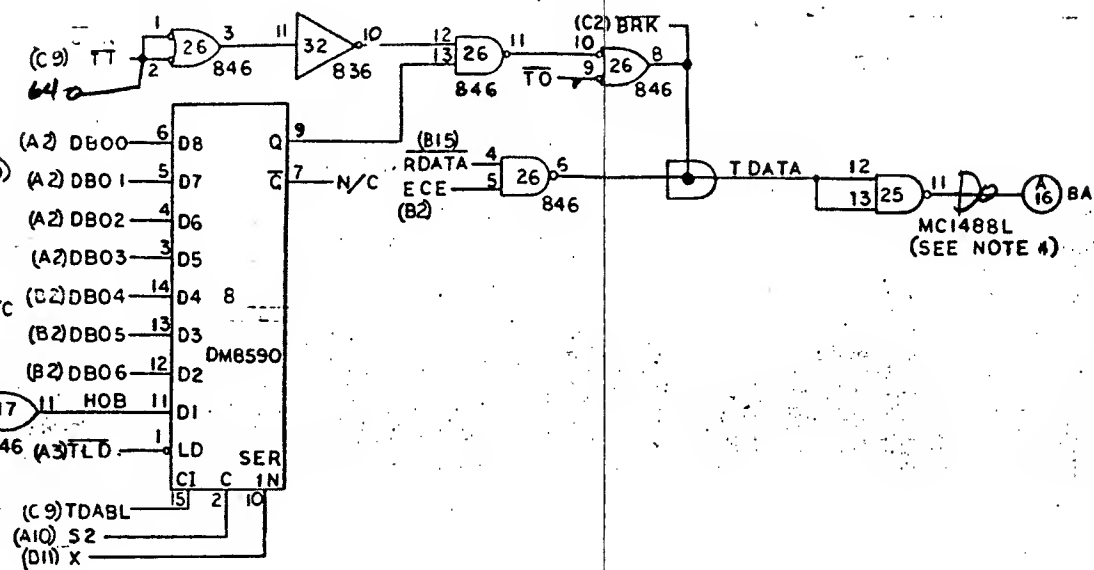 (C2) BRK
1 3 11 10 12 11 10 8
26 32 26 26
(C9) TT 2 846 836 13 846 TO 9 846
64
(A2) DB00 6 D8 Q 9
(A2) DB01 5 D7 G 7 N/C
(A2) DB02 4 D6
(A2) DB03 3 D5
(B2) DB04 14 D4 8
(B2) DB05 13 D3
DM8590
(B2) DB06 12 D2
17 11 HOB 11 D1
46 (A3) TLD 1 LD
SER
CI C IN
15 2 10
(C9) TDABL
(A10) S2
(D11) X
(B15)
RDATA 4 6
ECE 5 26
(B2) 846
T DATA 12 11 A
13 25 16 BA
MC1488L
(SEE NOTE 4)